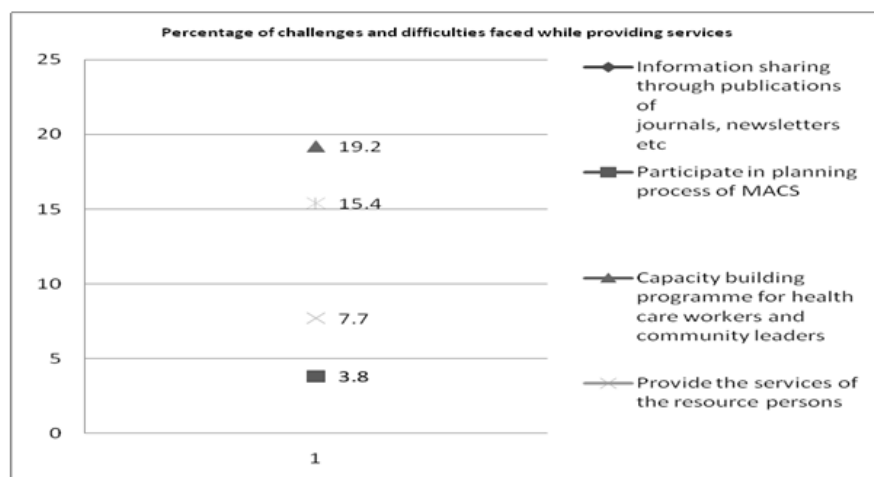 Percentage of challenges and difficulties faced while providing services
25
20
15
10
5
0
19.2
15.4
7.7
3.8
1
Information sharing
through publications
of
journals, newsletters
etc
Participate in planning
process of MACS
Capacity building
programme for health
care workers and
community leaders
Provide the services of
the resource persons